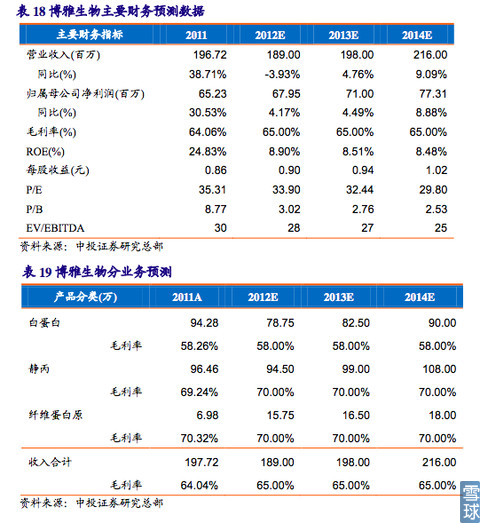 表 18 博雅生物主要财务预测数据
主要财务指标 2011 2012E 2013E 2014E
营业收入(百万) 196.72 189.00 198.00 216.00
同比(%) 38.71% -3.93% 4.76% 9.09%
归属母公司净利润(百万) 65.23 67.95 71.00 77.31
同比(%) 30.53% 4.17% 4.49% 8.88%
毛利率(%) 64.06% 65.00% 65.00% 65.00%
ROE(%) 24.83% 8.90% 8.51% 8.48%
每股收益(元) 0.86 0.90 0.94 1.02
P/E 35.31 33.90 32.44 29.80
P/B 8.77 3.02 2.76 2.53
EV/EBITDA 30 28 27 25
资料来源：中投证券研究总部
表 19 博雅生物分业务预测
产品分类(万) 2011A 2012E 2013E 2014E
白蛋白 94.28 78.75 82.50 90.00
毛利率 58.26% 58.00% 58.00% 58.00%
静丙 96.46 94.50 99.00 108.00
毛利率 69.24% 70.00% 70.00% 70.00%
纤维蛋白原 6.98 15.75 16.50 18.00
毛利率 70.32% 70.00% 70.00% 70.00%
收入合计 197.72 189.00 198.00 216.00
毛利率 64.04% 65.00% 65.00% 65.00%
资料来源：中投证券研究总部
雪球